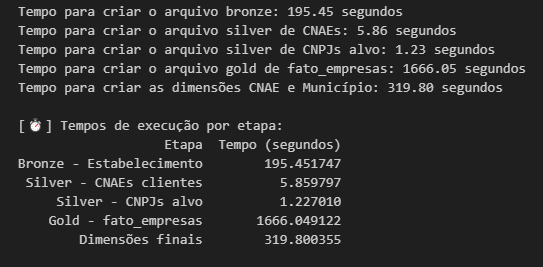 Tempo para criar o arquivo bronze: 195.45 segundos
Tempo para criar o arquivo silver de CNAEs: 5.86 segundos
Tempo para criar o arquivo silver de CNPJs alvo: 1.23 segundos
Tempo para criar o arquivo gold de fato_empresas: 1666.05 segundos
Tempo para criar as dimensões CNAE e Município: 319.80 segundos
[⏱] Tempos de execução por etapa:
Etapa Tempo (segundos)
Bronze - Estabelecimento 195.451747
Silver - CNAEs clientes 5.859797
Silver - CNPJs alvo 1.227010
Gold - fato_empresas 1666.049122
Dimensões finais 319.800355